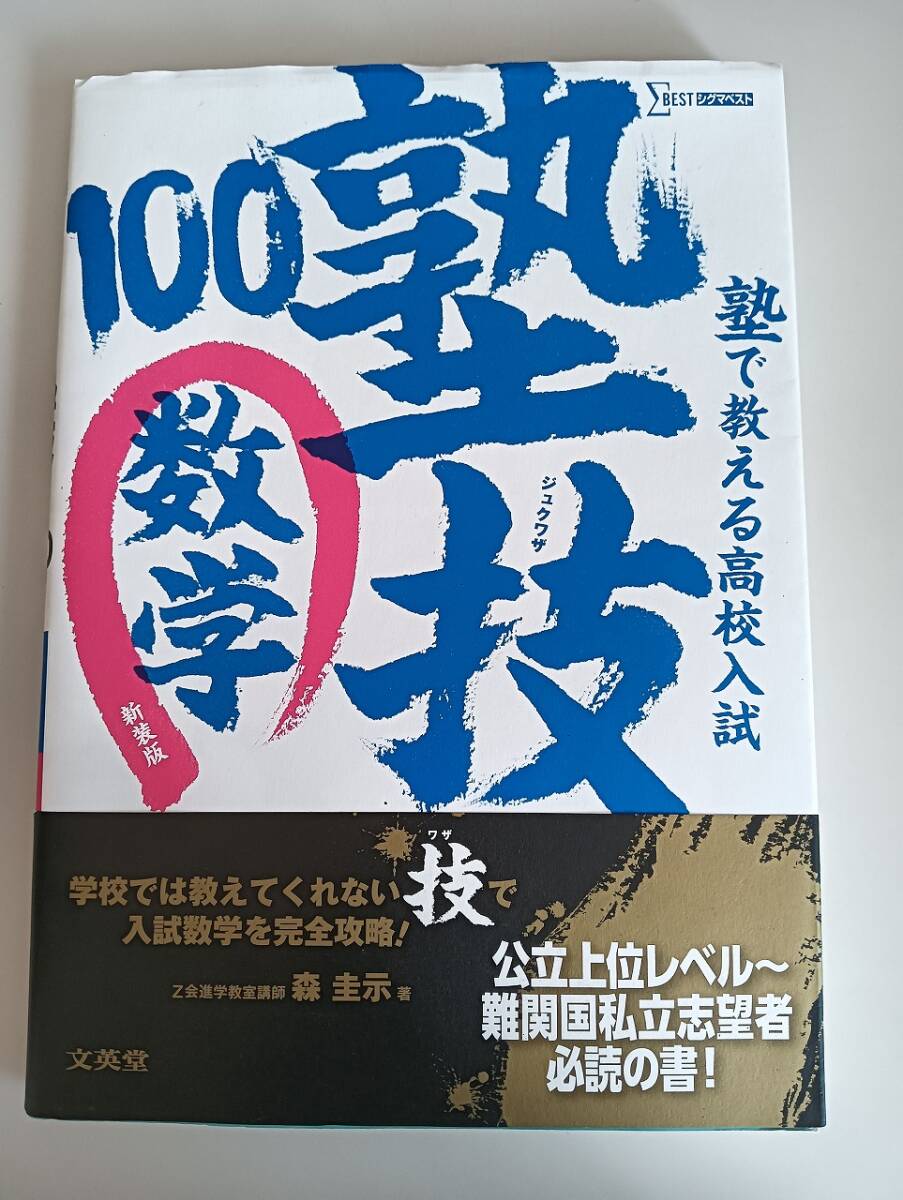 ΣBEST シグマベスト
塾で教える高校入試
塾技
ジュクワザ
100
数学
新装版
学校では教えてくれない技で
ワザ
入試数学を完全攻略!
Z会進学教室講師 森 圭示 著
文英堂
公立上位レベル～
難関国私立志望者
必読の書!